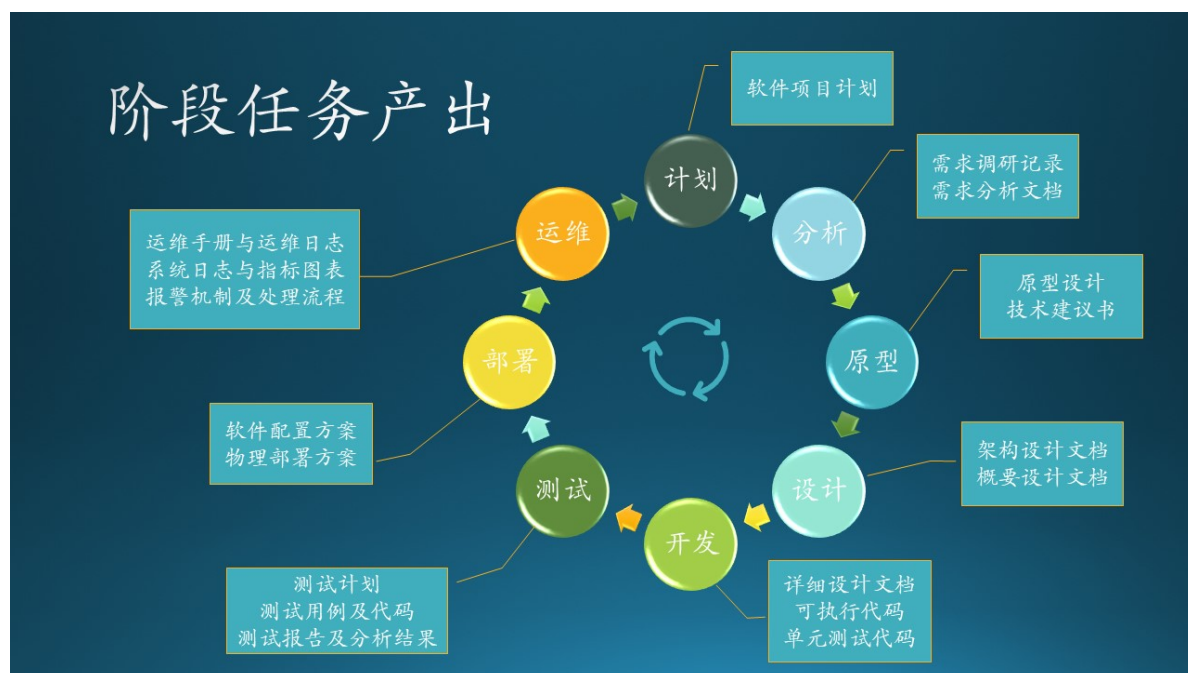 阶段任务产出
计划
软件项目计划
分析
需求调研记录
需求分析文档
原型
原型设计
技术建议书
设计
架构设计文档
概要设计文档
开发
详细设计文档
可执行代码
单元测试代码
测试
测试计划
测试用例及代码
测试报告及分析结果
部署
软件配置方案
物理部署方案
运维
运维手册与运维日志
系统日志与指标图表
报警机制及处理流程